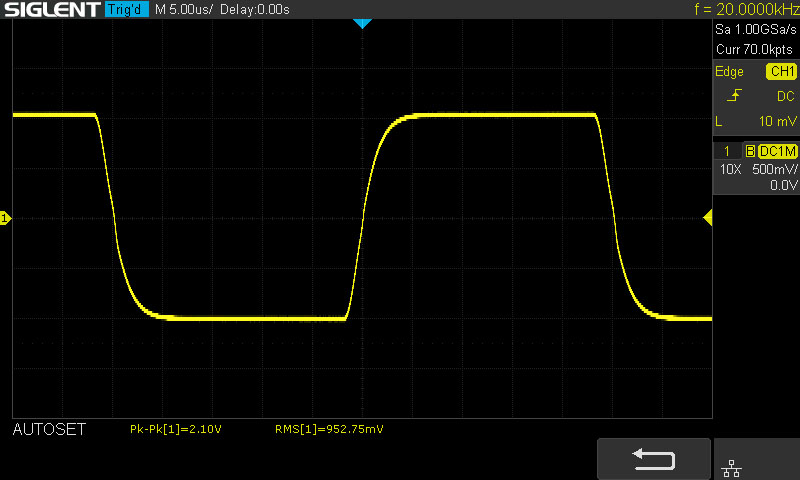 SIGLENT Trig'd M 5.00us/ Delay:0.00s f = 20.0000kHz
Sa 1.00GSa/s
Curr 70.0kpts
Edge CH1
DC
L 10 mV
1 B DC1M
10X 500mV/
0.0V
1
AUTOSET Pk-Pk[1]=2.10V RMS[1]=952.75mV